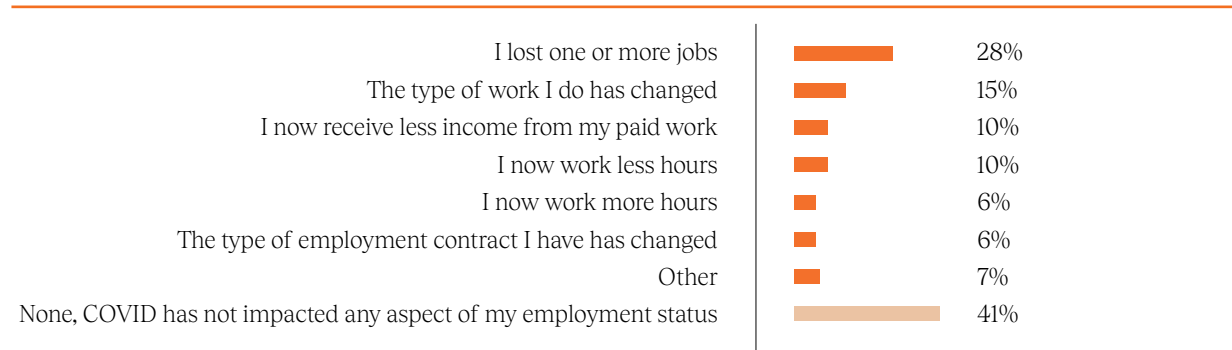 I lost one or more jobs 28%
The type of work I do has changed 15%
I now receive less income from my paid work 10%
I now work less hours 10%
I now work more hours 6%
The type of employment contract I have has changed 6%
Other 7%
None, COVID has not impacted any aspect of my employment status 41%